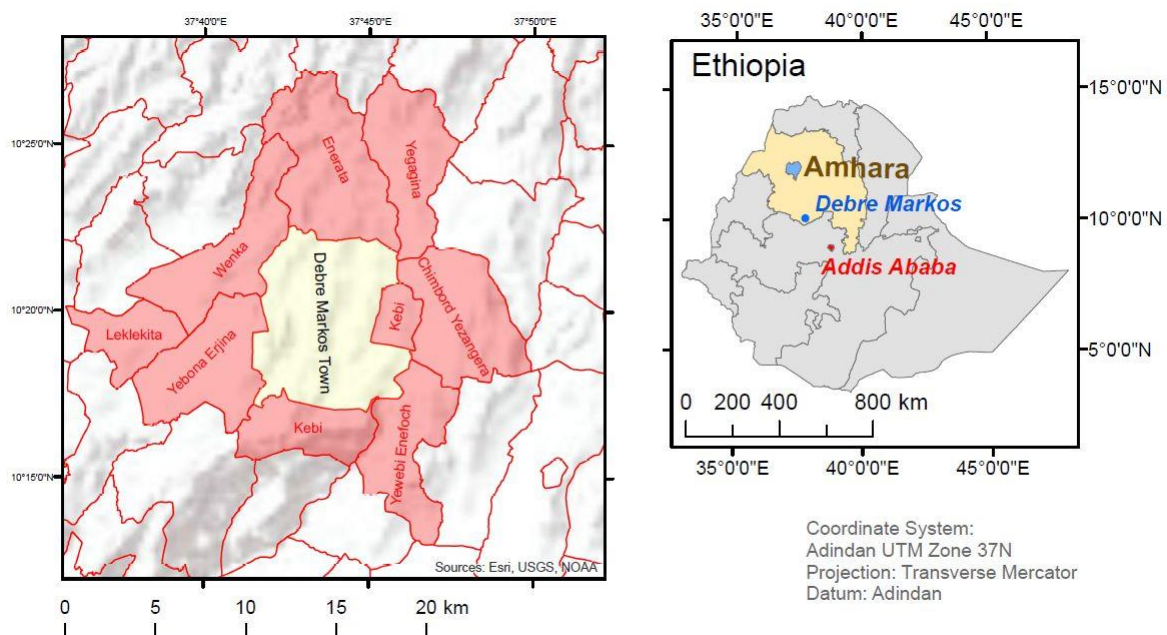 37°40'0"E 37°45'0"E 37°50'0"E
10°25'0"N
10°20'0"N
10°15'0"N
Enerata
Yegagina
Wenka
Debre Markos Town
Chimbord Yezangera
Kebi
Leklekita
Yebona Erjina
Kebi
Yewebi Enefoch
Sources: Esri, USGS, NOAA
0 5 10 15 20 km
35°0'0"E 40°0'0"E 45°0'0"E
Ethiopia
15°0'0"N
Amhara
Debre Markos
10°0'0"N
Addis Ababa
5°0'0"N
0 200 400 800 km
35°0'0"E 40°0'0"E 45°0'0"E
Coordinate System:
Adindan UTM Zone 37N
Projection: Transverse Mercator
Datum: Adindan